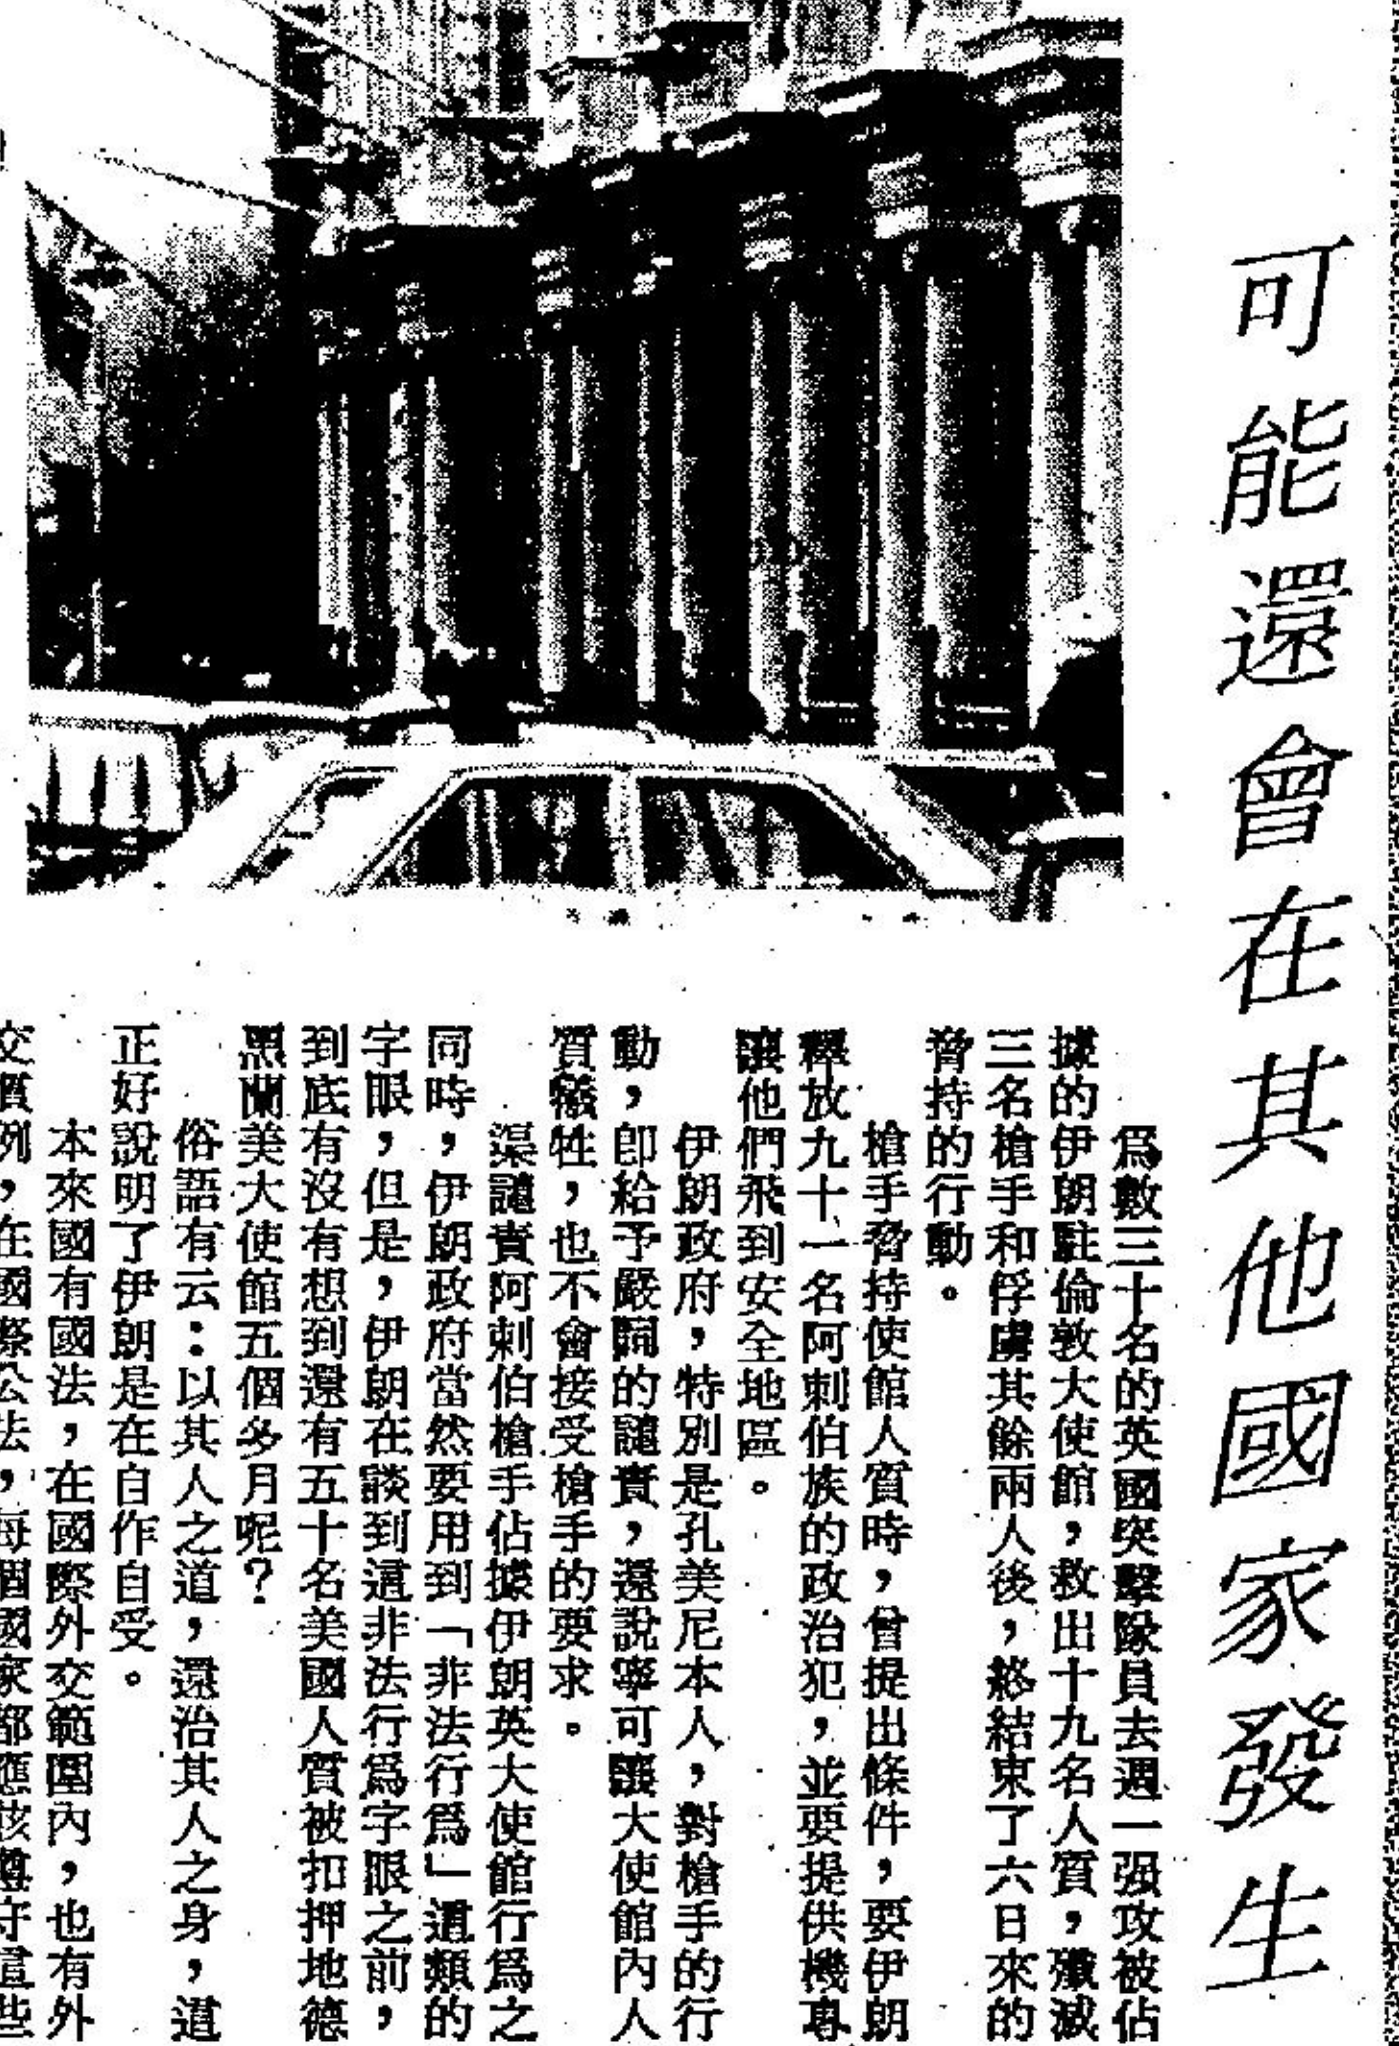 可能還會在其他國家發生
爲數三十名的英國突擊隊員去週一强攻被佔
據的伊朗駐倫敦大使館，救出十九名人質，殲滅
三名槍手和俘虜其餘兩人後，終結束了六日來的
脅持的行動。
槍手脅持使館人質時，曾提出條件，要伊朗
釋放九十一名阿刺伯族的政治犯，並要提供機專
讓他們飛到安全地區。
伊朗政府，特別是孔美尼本人，對槍手的行
動，卽給予嚴詞的譴責，還說寧可讓大使館內人
質犧牲，也不會接受槍手的要求。
渠譴責阿刺伯槍手佔據伊朗英大使館行爲之
同時，伊朗政府當然要用到「非法行爲」這類的
字眼，但是，伊朗在談到這非法行爲字眼之前，
到底有沒有想到還有五十名美國人質被扣押地德
黑蘭美大使館五個多月呢？
俗語有云：以其人之道，還治其人之身，這
正好說明了伊朗是在自作自受。
本來國有國法，在國際外交範圍內，也有外
交慣例，在國際公法，每個國家都應該遵守這些